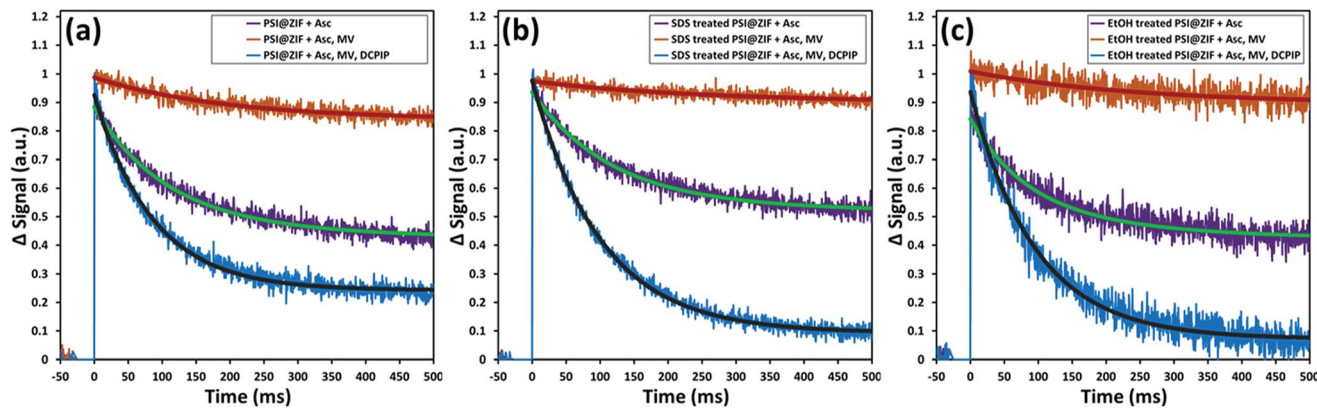 (a)
PSI@ZIF + Asc
PSI@ZIF + Asc, MV
PSI@ZIF + Asc, MV, DCPIP
Δ Signal (a.u.)
1.2
1.1
1
0.9
0.8
0.7
0.6
0.5
0.4
0.3
0.2
0.1
0
-50 0 50 100 150 200 250 300 350 400 450 500
Time (ms)
(b)
SDS treated PSI@ZIF + Asc
SDS treated PSI@ZIF + Asc, MV
SDS treated PSI@ZIF + Asc, MV, DCPIP
Δ Signal (a.u.)
1.2
1.1
1
0.9
0.8
0.7
0.6
0.5
0.4
0.3
0.2
0.1
0
-50 0 50 100 150 200 250 300 350 400 450 500
Time (ms)
(c)
EtOH treated PSI@ZIF + Asc
EtOH treated PSI@ZIF + Asc, MV
EtOH treated PSI@ZIF + Asc, MV, DCPIP
Δ Signal (a.u.)
1.2
1.1
1
0.9
0.8
0.7
0.6
0.5
0.4
0.3
0.2
0.1
0
-50 0 50 100 150 200 250 300 350 400 450 500
Time (ms)